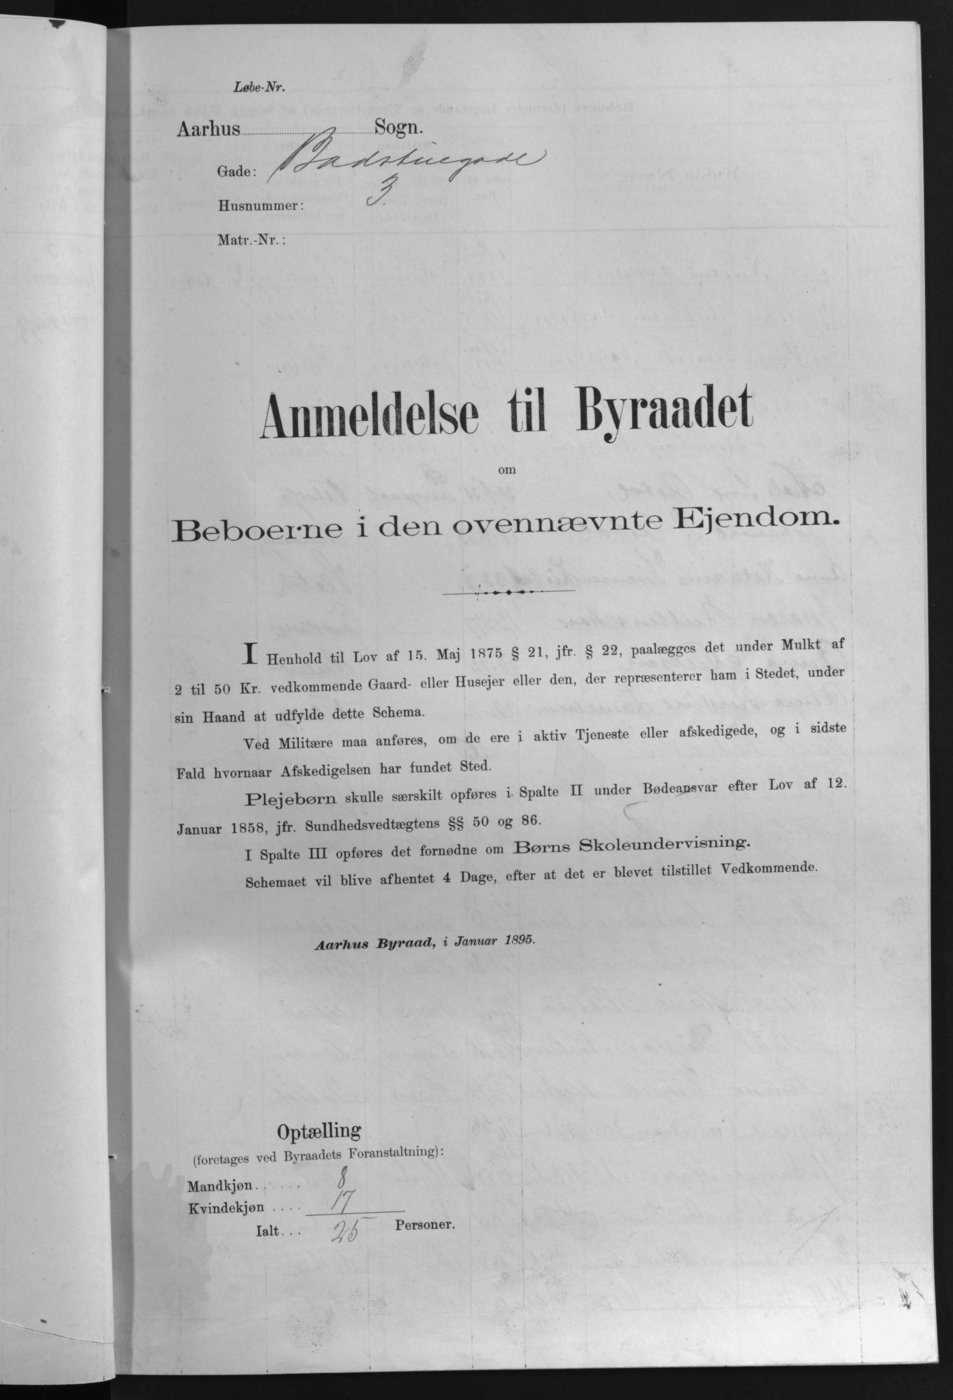 Løbe-Nr.
Aarhus Sogn.
Gade: Badstuegade
Husnummer: 3
Matr.-Nr.:
Anmeldelse til Byraadet
om
Beboerne i den ovennævnte Ejendom.
I Henhold til Lov af 15. Maj 1875 § 21, jfr. § 22, paalægges det under Mulkt af
2 til 50 Kr. vedkommende Gaard- eller Husejer eller den, der repræsenterer ham i Stedet, under
sin Haand at udfylde dette Schema.
Ved Militære maa anføres, om de ere i aktiv Tjeneste eller afskedigede, og i sidste
Fald hvornaar Afskedigelsen har fundet Sted.
Plejebørn skulle særskilt opføres i Spalte II under Bødeansvar efter Lov af 12.
Januar 1858, jfr. Sundhedsvedtægtens §§ 50 og 86.
I Spalte III opføres det fornødne om Børns Skoleundervisning.
Schemaet vil blive afhentet 4 Dage, efter at det er blevet tilstillet Vedkommende.
Aarhus Byraad, i Januar 1895.
Optælling
(foretages ved Byraadets Foranstaltning):
Mandkjøn...... 8
Kvindekjøn.... 17
Ialt... 25 Personer.